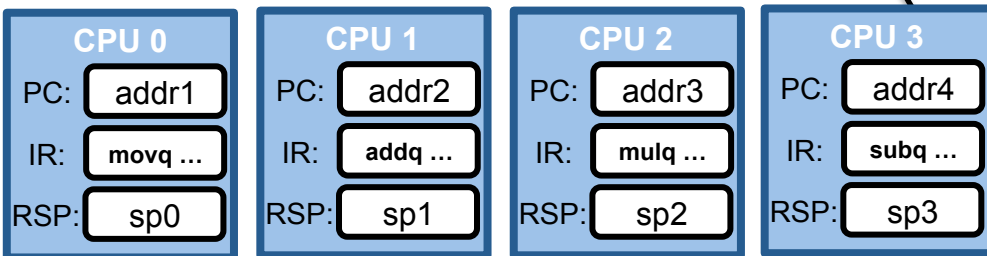 CPU 0
PC: addr1
IR: movq ...
RSP: sp0
CPU 1
PC: addr2
IR: addq ...
RSP: sp1
CPU 2
PC: addr3
IR: mulq ...
RSP: sp2
CPU 3
PC: addr4
IR: subq ...
RSP: sp3